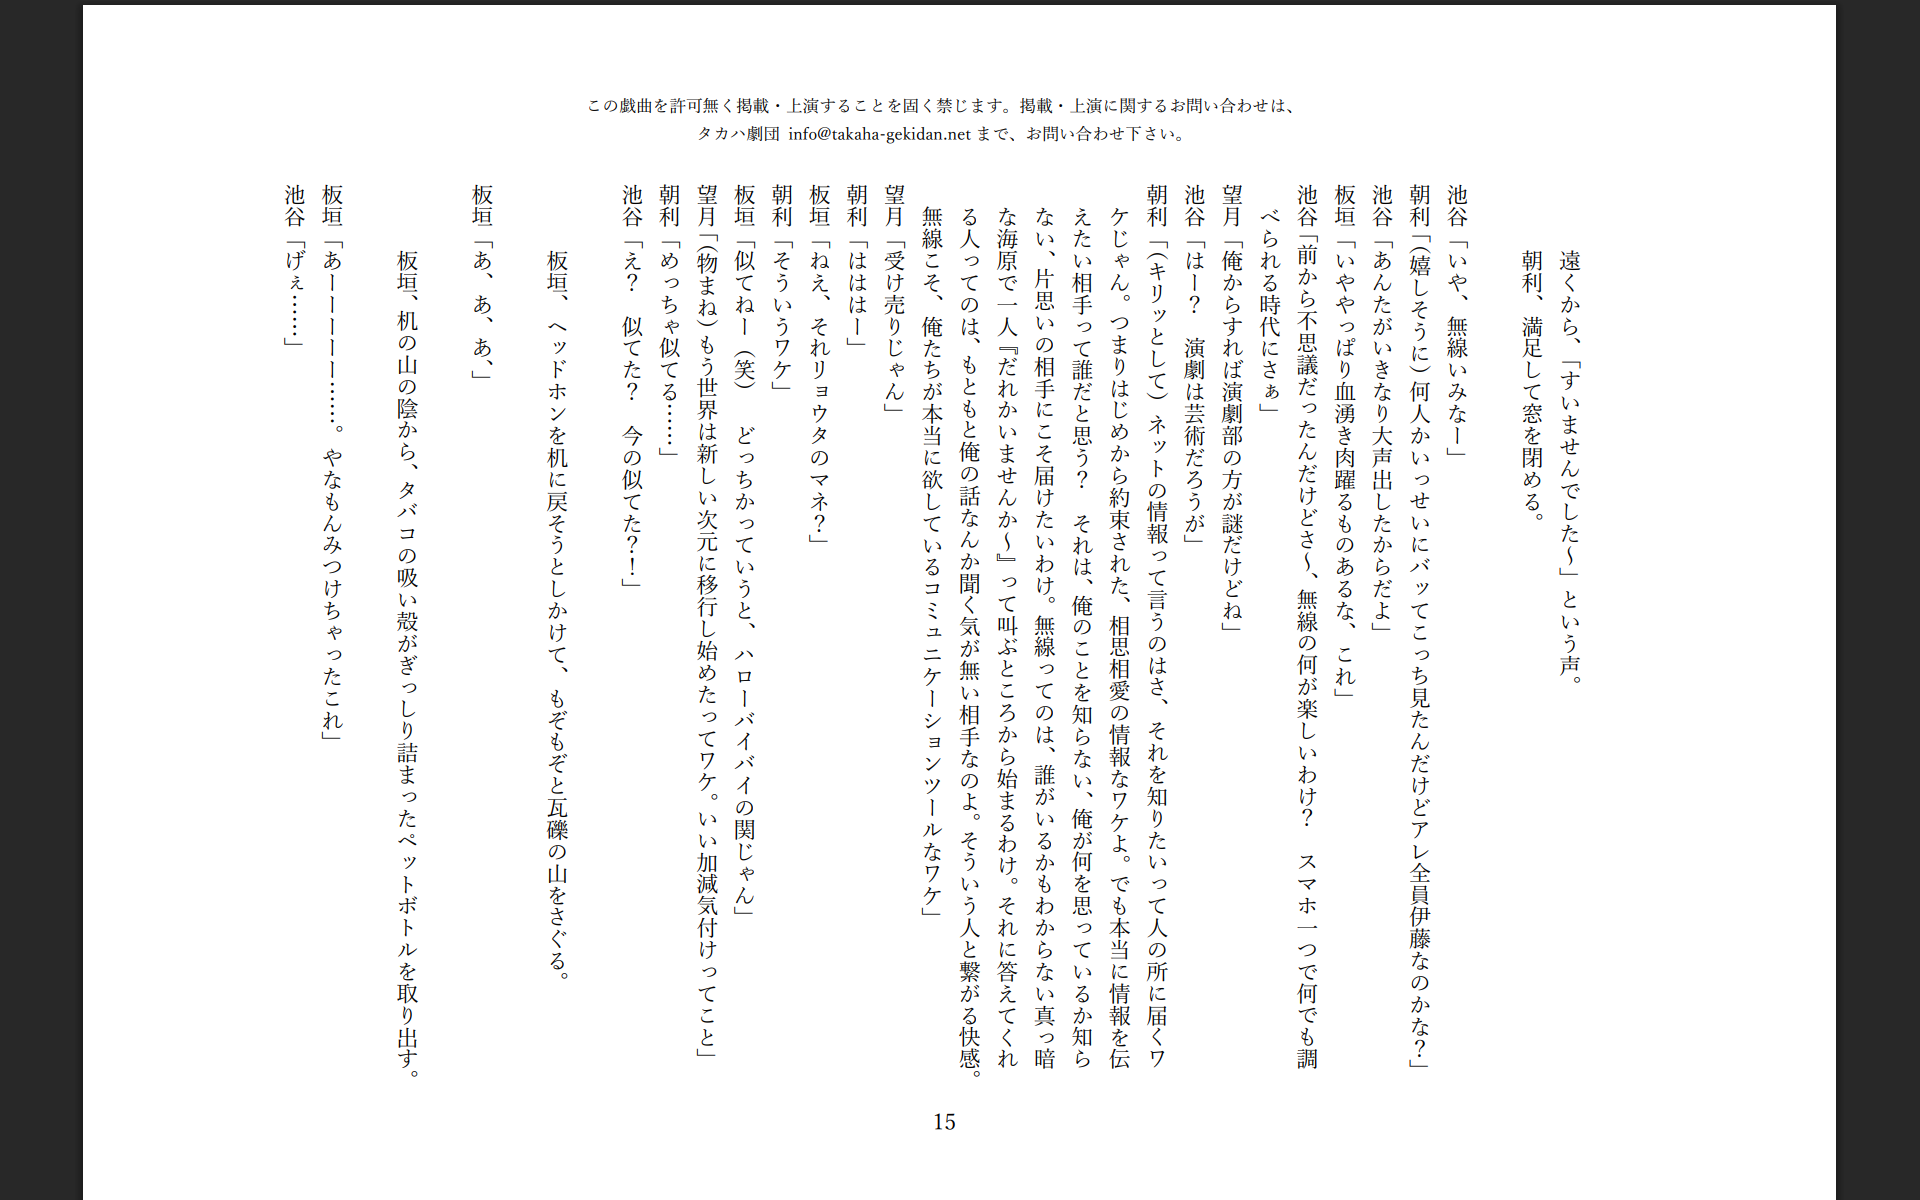 この戯曲を許可無く掲載・上演することを固く禁じます。掲載・上演に関するお問い合わせは、
タカハ劇団 info@takaha-gekidan.net まで、お問い合わせ下さい。
遠くから、「すいませんでした〜」という声。
朝利、満足して窓を閉める。
池谷「いや、無線いみなー」
朝利「（嬉しそうに）何人かいっせいにバッてこっち見たんだけどアレ全員伊藤なのかな？」
池谷「あんたがいきなり大声出したからだよ」
板垣「いややっぱり血湧き肉躍るものあるな、これ」
池谷「前から不思議だったんだけどさ〜、無線の何が楽しいわけ？　スマホ一つで何でも調
べられる時代にさぁ」
望月「俺からすれば演劇部の方が謎だけどね」
池谷「はー？　演劇は芸術だろうが」
朝利「（キリッとして）ネットの情報って言うのはさ、それを知りたいって人の所に届くワ
ケじゃん。つまりはじめから約束された、相思相愛の情報なワケよ。でも本当に情報を伝
えたい相手って誰だと思う？　それは、俺のことを知らない、俺が何を思っているか知ら
ない、片思いの相手にこそ届けたいわけ。無線ってのは、誰がいるかもわからない真っ暗
な海原で一人『だれかいませんか〜』って叫ぶところから始まるわけ。それに答えてくれ
る人ってのは、もともと俺の話なんか聞く気が無い相手なのよ。そういう人と繋がる快感。
無線こそ、俺たちが本当に欲しているコミュニケーションツールなワケ」
望月「受け売りじゃん」
朝利「はははー」
板垣「ねえ、それリョウタのマネ？」
朝利「そういうワケ」
板垣「似てねー（笑）　どっちかっていうと、ハローバイバイの関じゃん」
望月「（物まね）もう世界は新しい次元に移行し始めたってワケ。いい加減気付けってこと」
朝利「めっちゃ似てる……」
池谷「え？　似てた？　今の似てた？！」
板垣、ヘッドホンを机に戻そうとしかけて、もぞもぞと瓦礫の山をさぐる。
板垣「あ、あ、あ、」
板垣、机の山の陰から、タバコの吸い殻がぎっしり詰まったペットボトルを取り出す。
板垣「あーーーーー……。やなもんみつけちゃったこれ」
池谷「げぇ……」
15